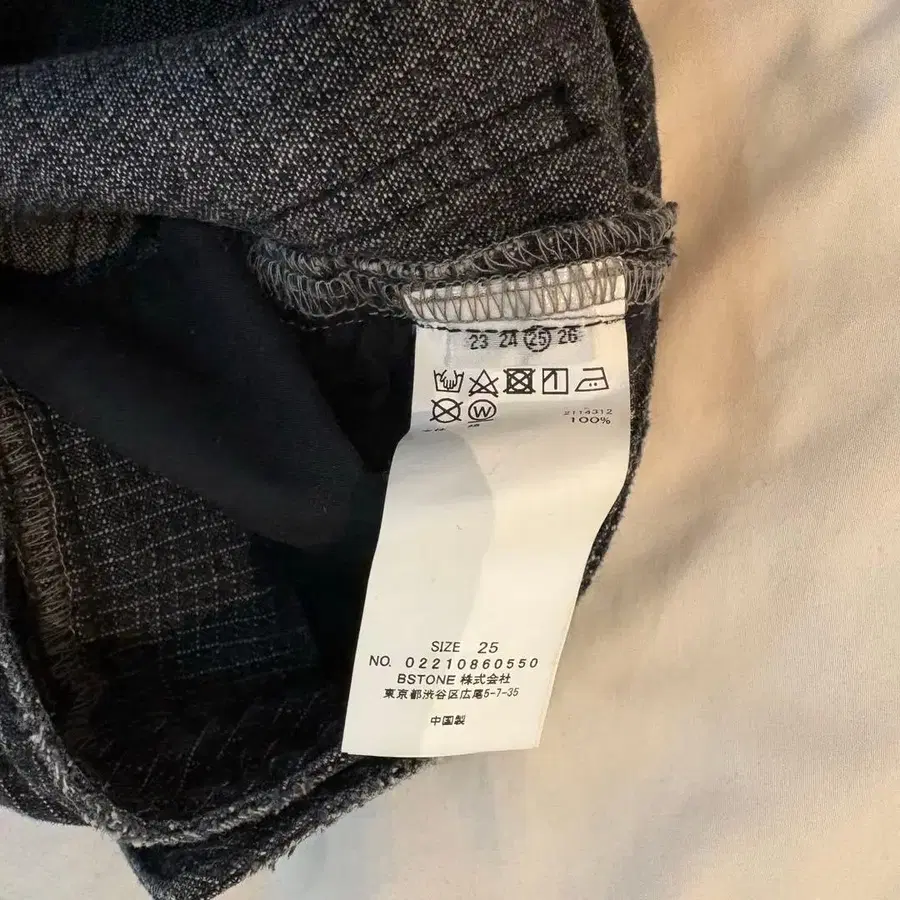 23 24 25 26
W
2114312
100%
SIZE 25
NO. 02210860550
BSTONE 株式会社
東京都渋谷区広尾5-7-35
中国製